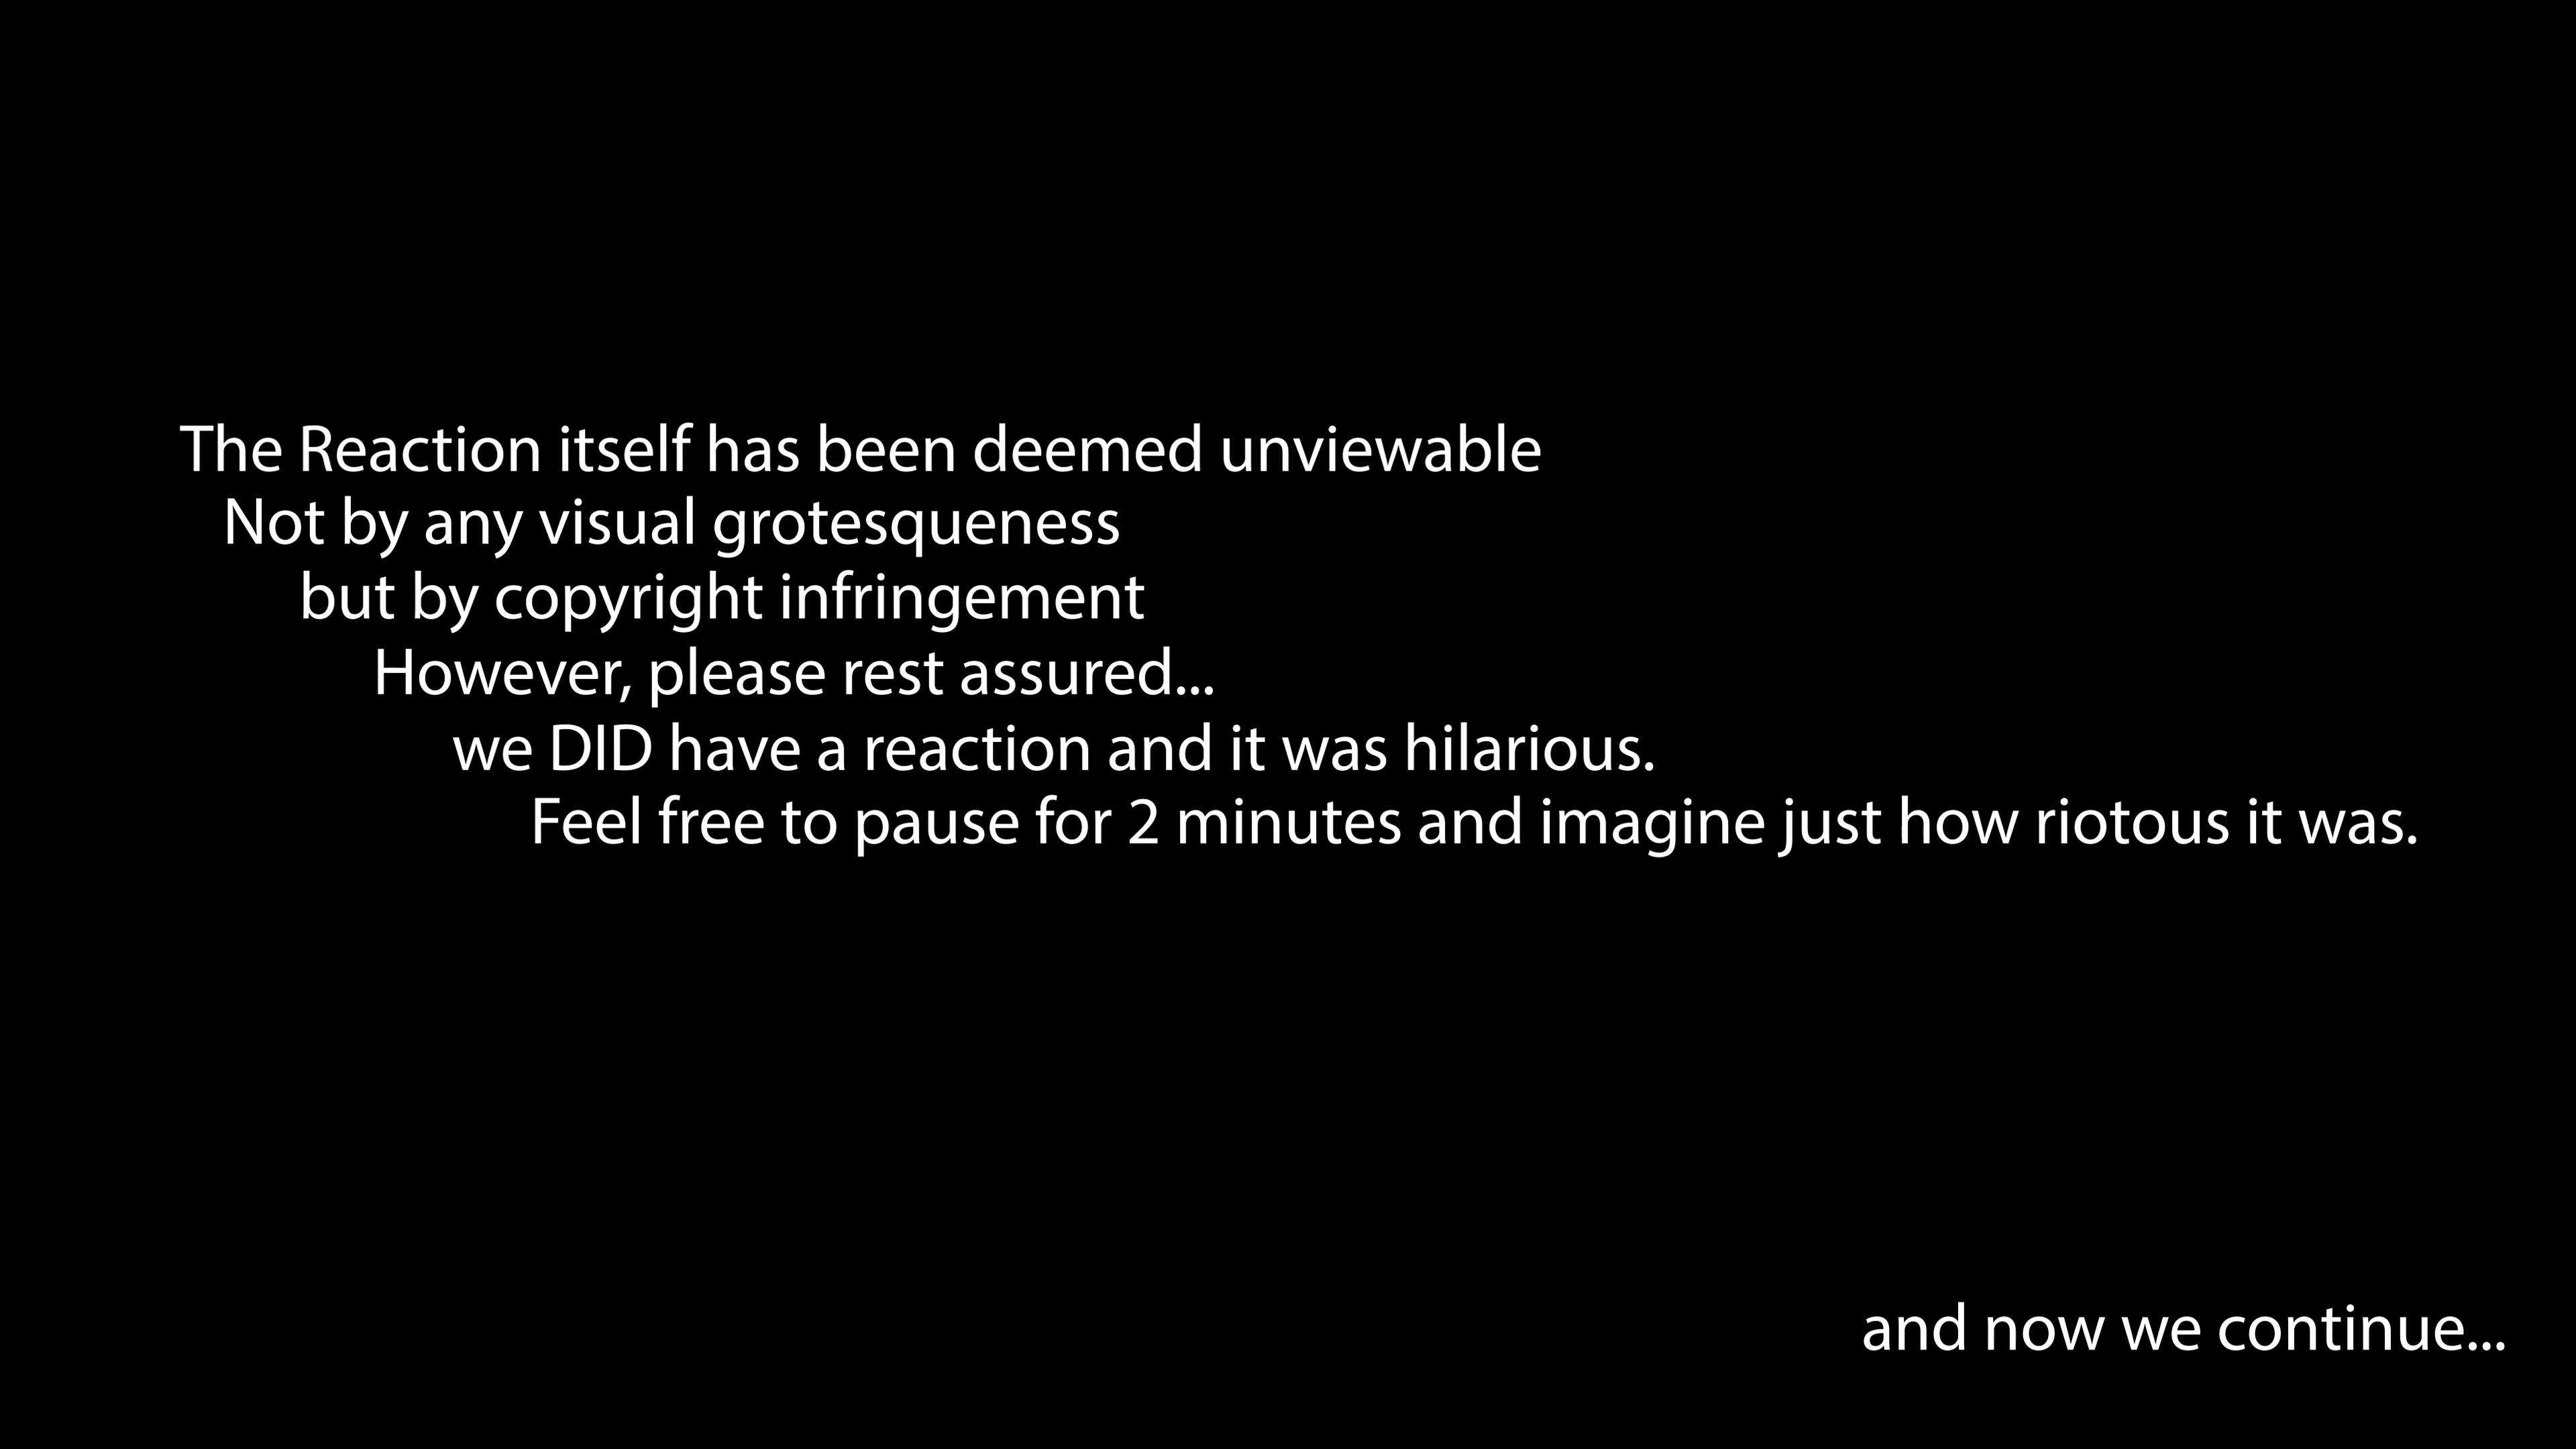 The Reaction itself has been deemed unviewable
Not by any visual grotesqueness
but by copyright infringement
However, please rest assured...
we DID have a reaction and it was hilarious.
Feel free to pause for 2 minutes and imagine just how riotous it was.
and now we continue...